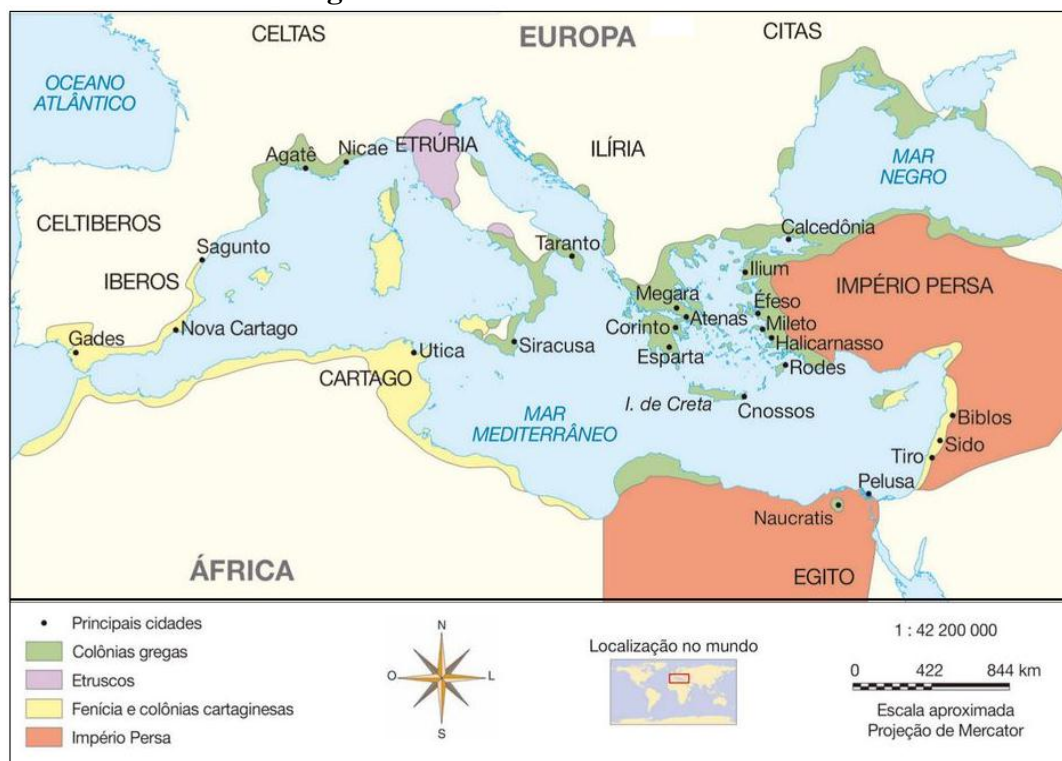 CELTAS
EUROPA
CITAS
OCEANO
ATLÂNTICO
ETRÚRIA
ILÍRIA
Agatê
Nicae
MAR
NEGRO
CELTIBEROS
Sagunto
Taranto
Calcedônia
IBEROS
Ilium
IMPÉRIO PERSA
Megara
Éfeso
Atenas
Gades
Nova Cartago
Corinto
Mileto
Utica
Siracusa
Halicarnasso
CARTAGO
Esparta
Rodes
I. de Creta
Cnossos
MAR
MEDITERRÂNEO
Biblos
Sido
Tiro
Pelusa
Naucratis
ÁFRICA
EGITO
Principais cidades
Colônias gregas
Etruscos
Fenícia e colônias cartaginesas
Império Persa
N
O
L
S
Localização no mundo
1 : 42 200 000
0 422 844 km
Escala aproximada
Projeção de Mercator